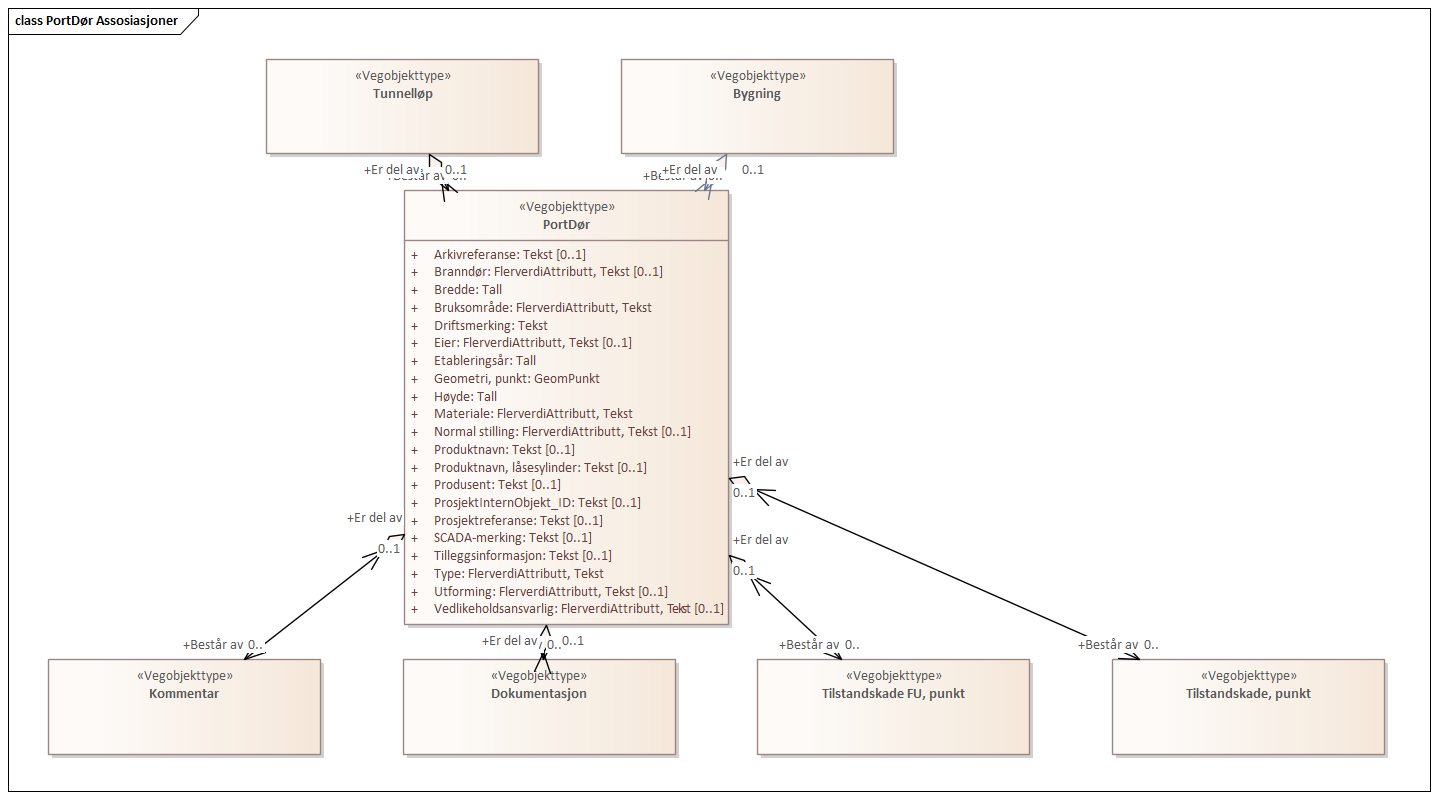 class PortDør Assosiasjoner
«Vegobjekttype»
Tunnelløp
«Vegobjekttype»
Bygning
+Er del av
0..1
+Består av 0..
+Er del av
0..1
+Består av
«Vegobjekttype»
PortDør
+ Arkivreferanse: Tekst [0..1]
+ Branndør: FlerverdiAttributt, Tekst [0..1]
+ Bredde: Tall
+ Bruksområde: FlerverdiAttributt, Tekst
+ Driftsmerking: Tekst
+ Eier: FlerverdiAttributt, Tekst [0..1]
+ Etableringsår: Tall
+ Geometri, punkt: GeomPunkt
+ Høyde: Tall
+ Materiale: FlerverdiAttributt, Tekst
+ Normal stilling: FlerverdiAttributt, Tekst [0..1]
+ Produktnavn: Tekst [0..1]
+ Produktnavn, låsesylinder: Tekst [0..1]
+ Produsent: Tekst [0..1]
+ ProsjektInternObjekt_ID: Tekst [0..1]
+ Prosjektreferanse: Tekst [0..1]
+ SCADA-merking: Tekst [0..1]
+ Tilleggsinformasjon: Tekst [0..1]
+ Type: FlerverdiAttributt, Tekst
+ Utforming: FlerverdiAttributt, Tekst [0..1]
+ Vedlikeholdsansvarlig: FlerverdiAttributt, Tekst [0..1]
+Er del av
0..1
+Er del av
0..1
+Er del av
0..1
+Er del av
0..
0..1
+Består av 0..
+Består av 0..
+Består av 0..
«Vegobjekttype»
Kommentar
«Vegobjekttype»
Dokumentasjon
«Vegobjekttype»
Tilstandskade FU, punkt
«Vegobjekttype»
Tilstandskade, punkt